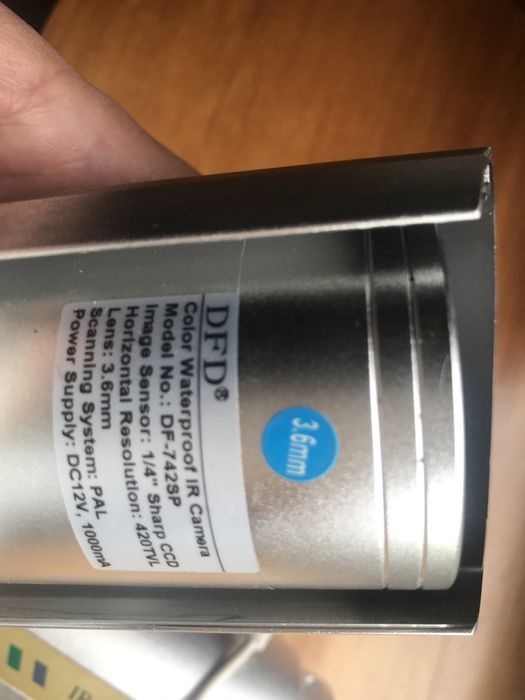 DFD®
Color Waterproof IR Camera
Model No.: DF-742SP
Image Sensor: 1/4" Sharp CCD
Horizontal Resolution: 420TVL
Lens: 3.6mm
Scanning System: PAL
Power Supply: DC12V, 1000mA
3.6mm